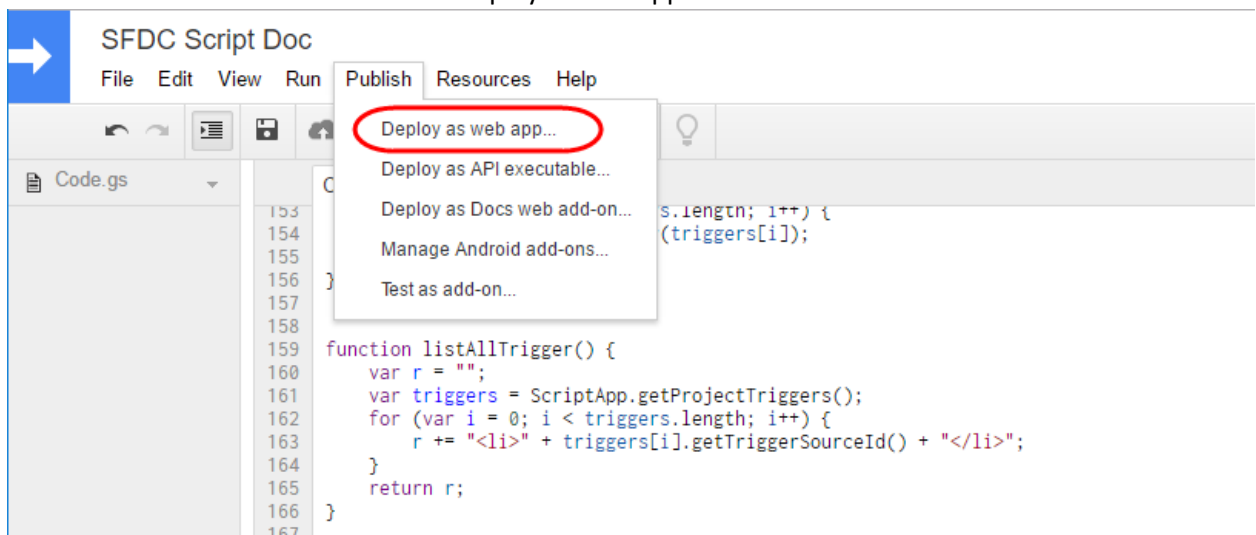 SFDC Script Doc
File Edit View Run Publish Resources Help
Deploy as web app...
Deploy as API executable...
Deploy as Docs web add-on...
Manage Android add-ons...
Test as add-on...
Code.gs
153 s.length; i++) {
154 (triggers[i]);
155
156 }
157
158
159 function listAllTrigger() {
160 var r = "";
161 var triggers = ScriptApp.getProjectTriggers();
162 for (var i = 0; i < triggers.length; i++) {
163 r += "<li>" + triggers[i].getTriggerSourceId() + "</li>";
164 }
165 return r;
166 }
167